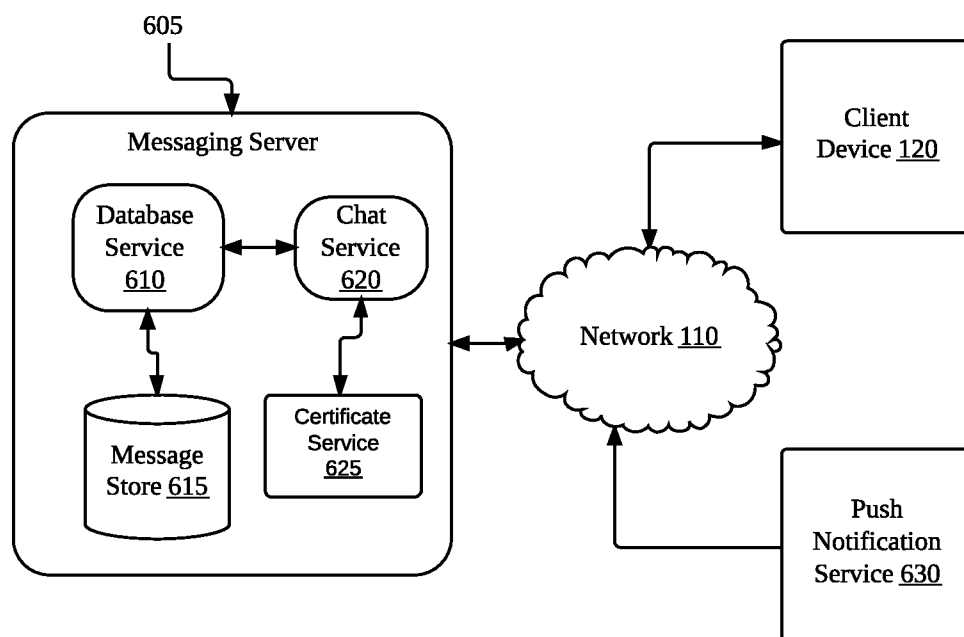 605
Messaging Server
Database
Service
610
Chat
Service
620
Message
Store 615
Certificate
Service
625
Network 110
Client
Device 120
Push
Notification
Service 630